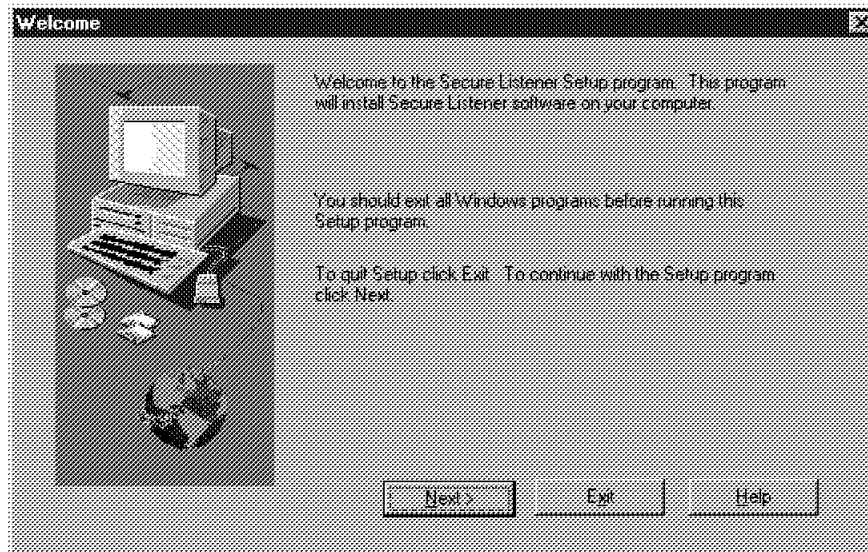 Welcome
Welcome to the Secure Listener Setup program. This program
will install Secure Listener software on your computer.
You should exit all Windows programs before running this
Setup program.
To quit Setup click Exit. To continue with the Setup program
click Next.
Next >
Exit
Help